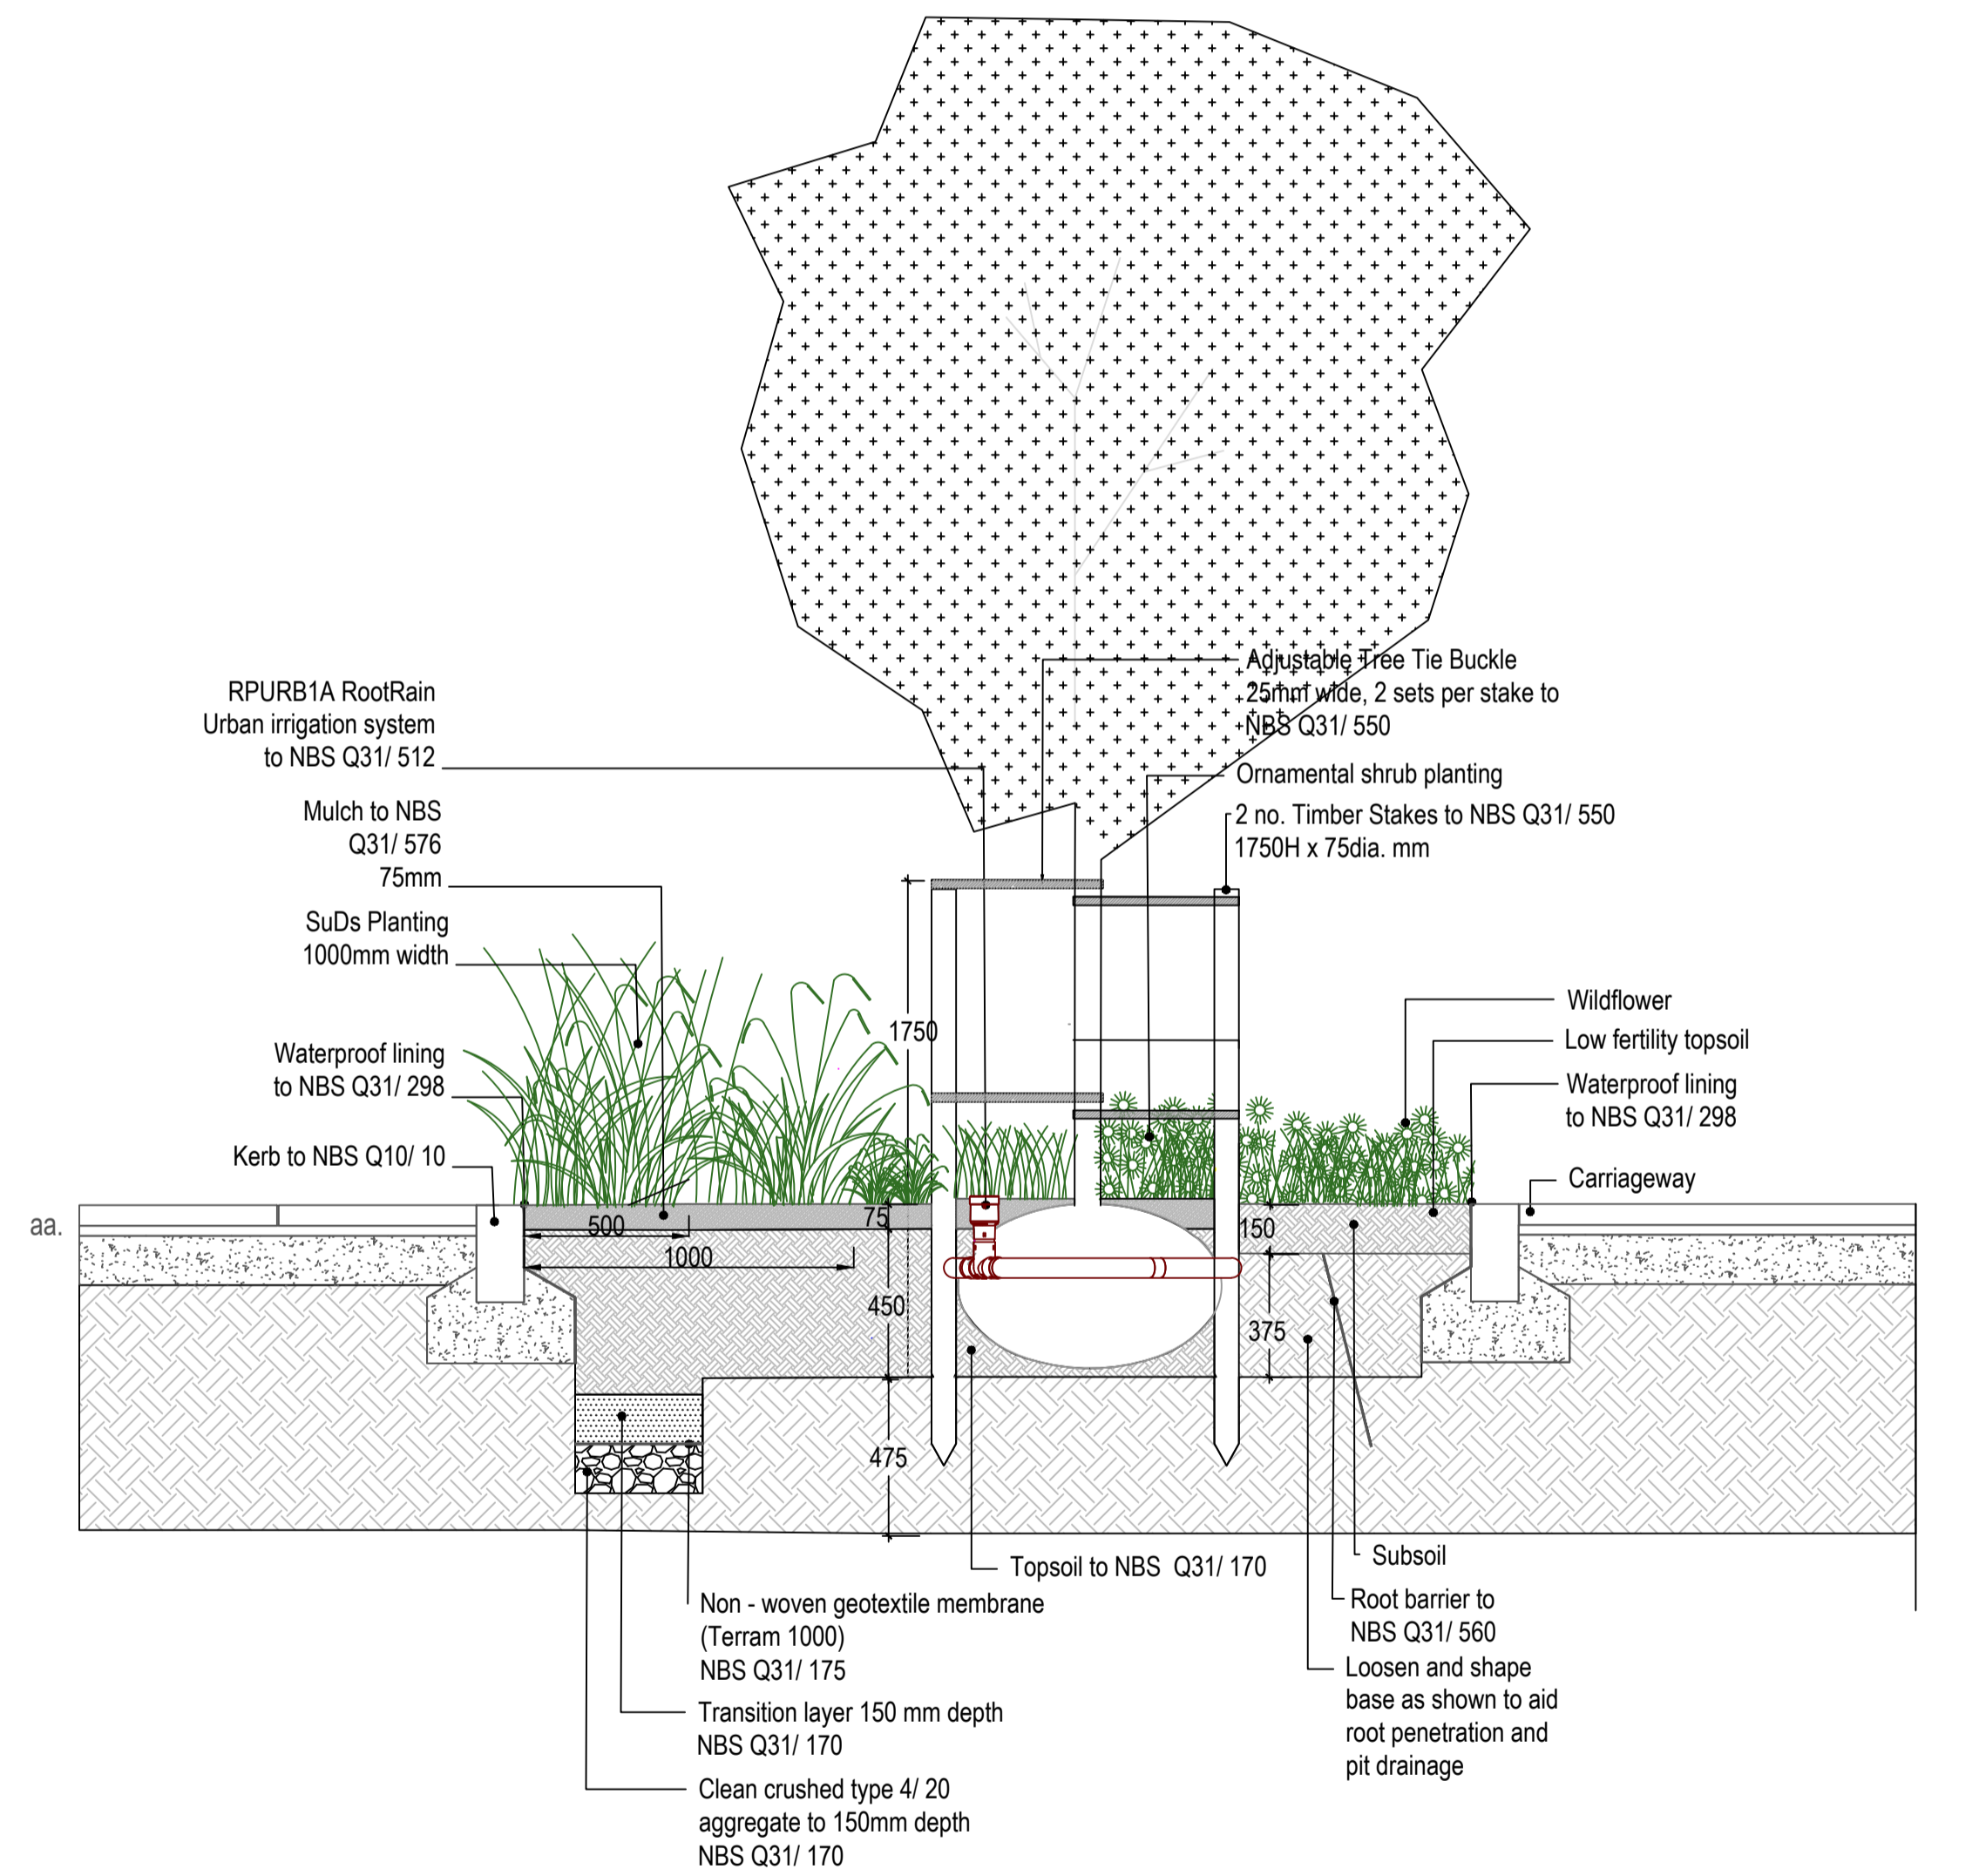 RPURB1A RootRain
Urban irrigation system
to NBS Q31/ 512
Mulch to NBS
Q31/ 576
75mm
SuDs Planting
1000mm width
Waterproof lining
to NBS Q31/ 298
Kerb to NBS Q10/ 10
aa.
Adjustable Tree Tie Buckle
25mm wide, 2 sets per stake to
NBS Q31/ 550
Ornamental shrub planting
2 no. Timber Stakes to NBS Q31/ 550
1750H x 75dia. mm
Wildflower
Low fertility topsoil
Waterproof lining
to NBS Q31/ 298
Carriageway
1750
75
500
1000
450
475
150
375
Topsoil to NBS Q31/ 170
Non - woven geotextile membrane
(Terram 1000)
NBS Q31/ 175
Transition layer 150 mm depth
NBS Q31/ 170
Clean crushed type 4/ 20
aggregate to 150mm depth
NBS Q31/ 170
Subsoil
Root barrier to
NBS Q31/ 560
Loosen and shape
base as shown to aid
root penetration and
pit drainage